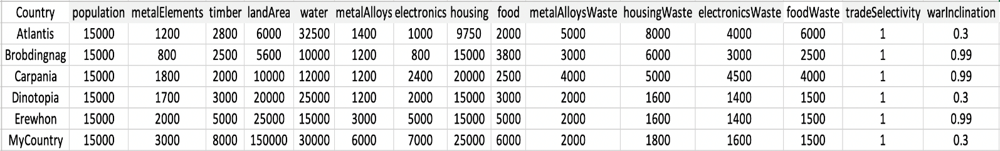 Country population metalElements timber landArea water metalAlloys electronics housing food metalAlloysWaste housingWaste electronicsWaste foodWaste tradeSelectivity warInclination
Atlantis 15000 1200 2800 6000 32500 1400 1000 9750 2000 5000 8000 4000 6000 1 0.3
Brobdingnag 15000 800 2500 5600 10000 1200 800 15000 3800 3000 6000 3000 2500 1 0.99
Carpania 15000 1800 2000 10000 12000 1200 2400 20000 2500 4000 5000 4500 4000 1 0.99
Dinotopia 15000 1700 3000 20000 25000 1200 2000 15000 3000 2000 1600 1400 1500 1 0.3
Erewhon 15000 2000 5000 25000 15000 3000 5000 15000 5000 2000 1600 1400 1500 1 0.99
MyCountry 15000 3000 8000 150000 30000 6000 7000 25000 6000 2000 1800 1600 1500 1 0.3